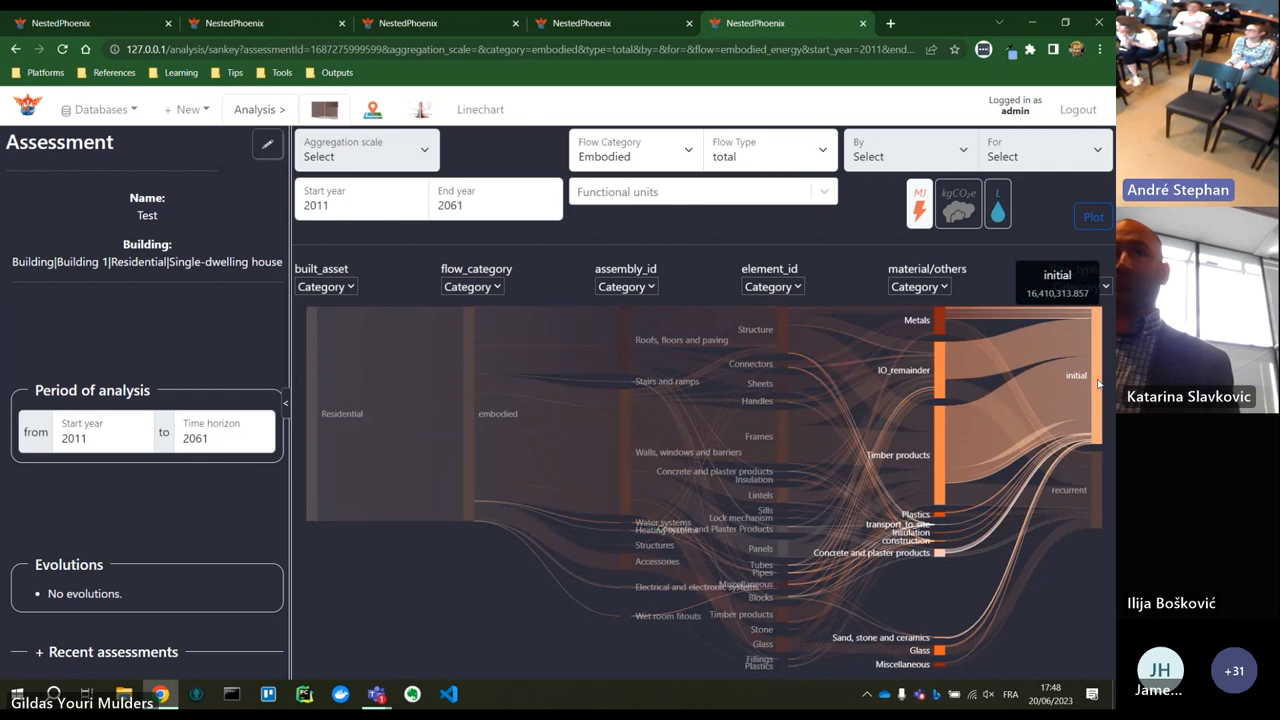 NestedPhoenix
NestedPhoenix
NestedPhoenix
NestedPhoenix
NestedPhoenix
127.0.0.1/analysis/sankey?assessmentId=1687275999599&aggregation_scale=&category=embodied&type=total&by=&for=&flow=embodied_energy&start_year=2011&end...
Platforms
References
Learning
Tips
Tools
Outputs
Databases
+ New
Analysis >
Linechart
Logged in as
admin
Logout
Assessment
Name:
Test
Building:
Building|Building 1|Residential|Single-dwelling house
Period of analysis
from
Start year
2011
to
Time horizon
2061
Evolutions
No evolutions.
+ Recent assessments
Aggregation scale
Select
Flow Category
Embodied
Flow Type
total
By
Select
For
Select
Start year
2011
End year
2061
Functional units
MJ
kgCO₂e
L
Plot
built_asset
Category
flow_category
Category
assembly_id
Category
element_id
Category
material/others
Category
initial
16,410,313.857
Residential
embodied
Roofs, floors and paving
Stairs and ramps
Walls, windows and barriers
Water systems
Heating systems
Structures
Accessories
Electrical and electronic systems
Wet room fitouts
Structure
Connectors
Sheets
Handles
Frames
Concrete and plaster products
Insulation
Lintels
Sills
Lock mechanism
Concrete and Plaster Products
Panels
Tubes
Pipes
Miscellaneous
Blocks
Timber products
Stone
Glass
Fillings
Plastics
Metals
IO_remainder
Timber products
Plastics
transport_to_site
Insulation
construction
Concrete and plaster products
Sand, stone and ceramics
Glass
Miscellaneous
initial
recurrent
André Stephan
Katarina Slavkovic
Ilija Bošković
JH
Jame...
+31
Gildas Youri Mulders
FRA
17:48
20/06/2023